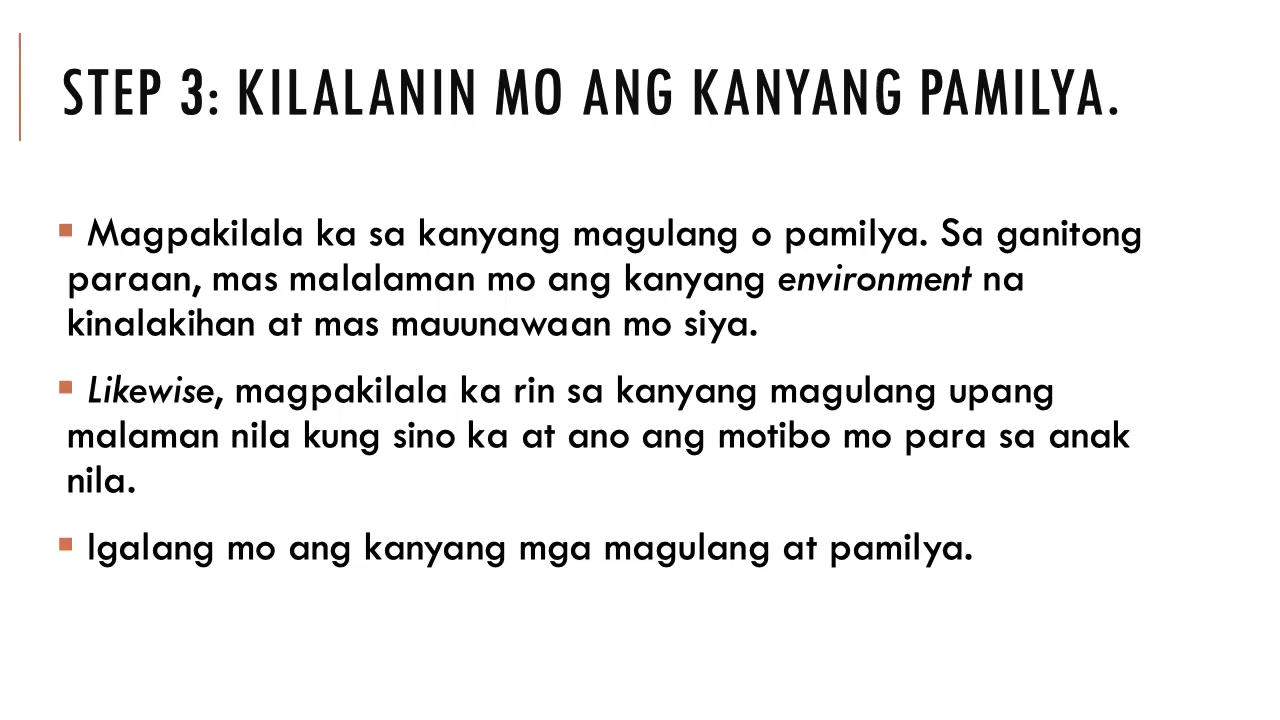 STEP 3: KILALANIN MO ANG KANYANG PAMILYA.
▪ Magpakilala ka sa kanyang magulang o pamilya. Sa ganitong
paraan, mas malalaman mo ang kanyang environment na
kinalakihan at mas mauunawaan mo siya.
▪ Likewise, magpakilala ka rin sa kanyang magulang upang
malaman nila kung sino ka at ano ang motibo mo para sa anak
nila.
▪ Igalang mo ang kanyang mga magulang at pamilya.